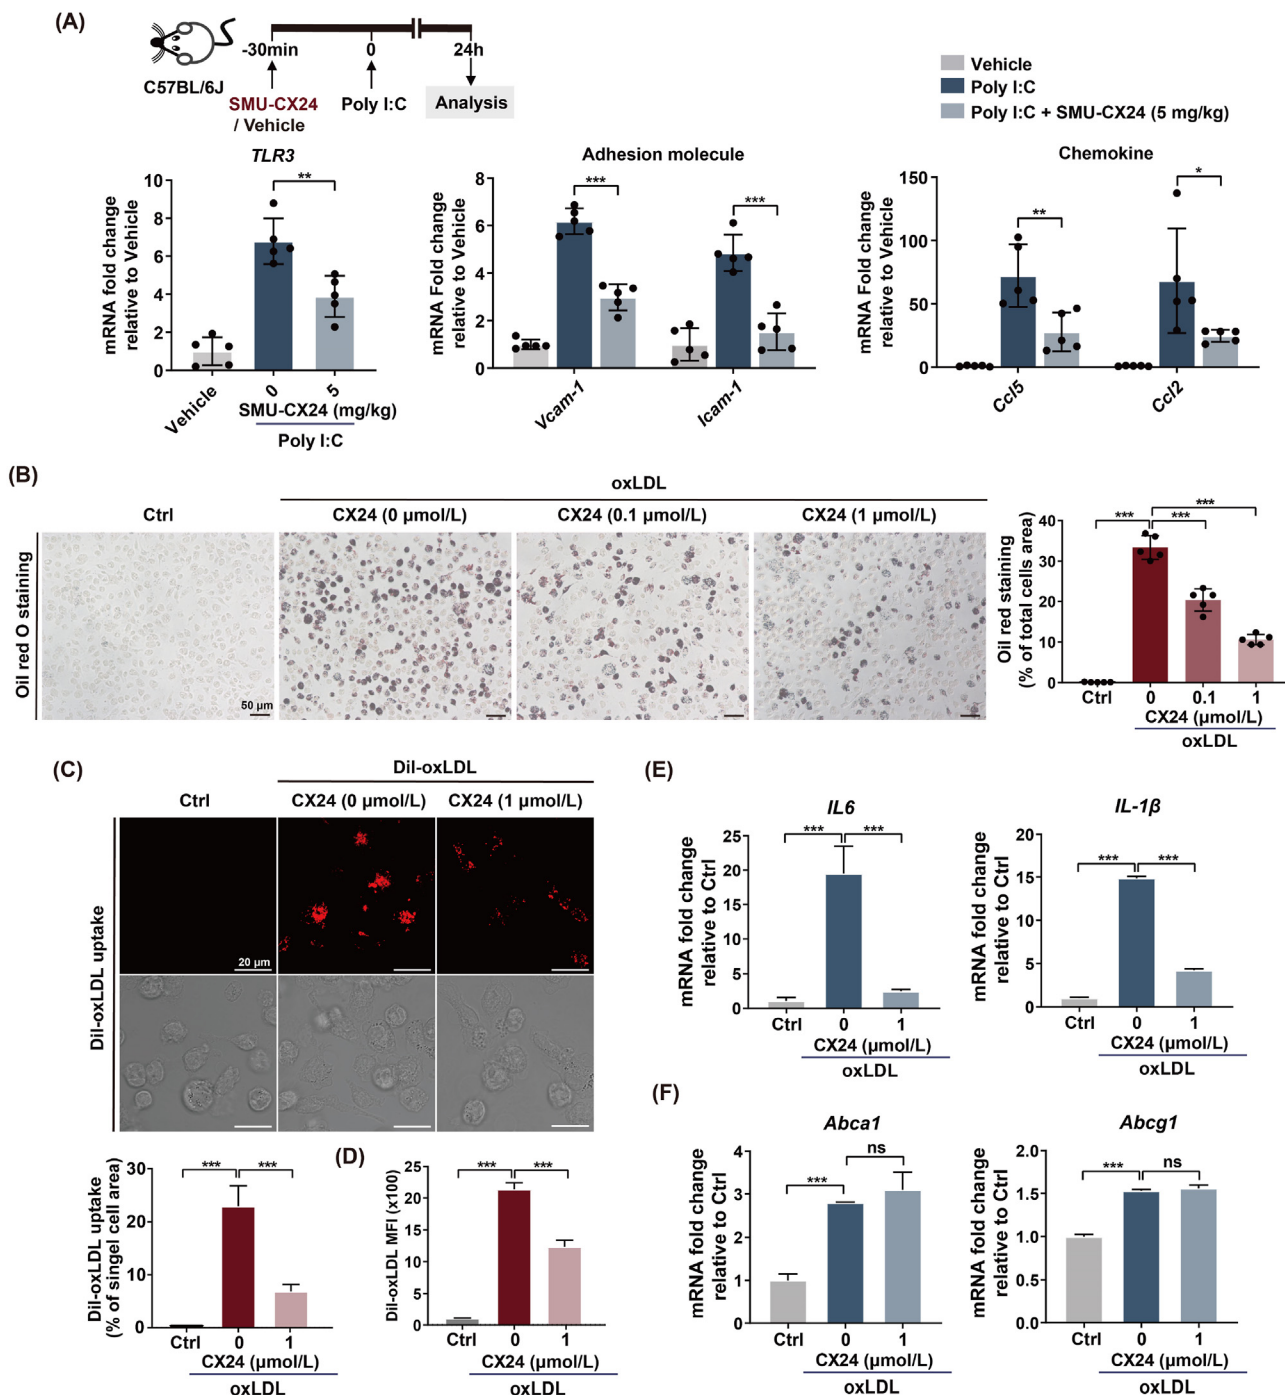 (A)
-30min
0
24h
C57BL/6J
SMU-CX24
/ Vehicle
Poly I:C
Analysis
Vehicle
Poly I:C
Poly I:C + SMU-CX24 (5 mg/kg)
TLR3
mRNA fold change
relative to Vehicle
10
8
6
4
2
0
**
Vehicle
0
5
SMU-CX24 (mg/kg)
Poly I:C
Adhesion molecule
mRNA Fold change
relative to Vehicle
8
6
4
2
0
***
***
Vcam-1
Icam-1
Chemokine
mRNA Fold change
relative to Vehicle
150
100
50
0
**
*
Ccl5
Ccl2
(B)
oxLDL
Ctrl
CX24 (0 µmol/L)
CX24 (0.1 µmol/L)
CX24 (1 µmol/L)
Oil red O staining
50 µm
Oil red staining
(% of total cells area)
40
30
20
10
0
***
***
***
Ctrl
0
0.1
1
CX24 (µmol/L)
oxLDL
(C)
Dil-oxLDL
Ctrl
CX24 (0 µmol/L)
CX24 (1 µmol/L)
Dil-oxLDL uptake
20 µm
Dil-oxLDL uptake
(% of singel cell area)
30
20
10
0
***
***
Ctrl
0
1
CX24 (µmol/L)
oxLDL
(D)
Dil-oxLDL MFI (x100)
25
20
15
10
5
0
***
***
Ctrl
0
1
CX24 (µmol/L)
oxLDL
(E)
IL6
mRNA fold change
relative to Ctrl
25
20
15
10
5
0
***
***
Ctrl
0
1
CX24 (µmol/L)
oxLDL
IL-1β
mRNA fold change
relative to Ctrl
20
15
10
5
0
***
***
Ctrl
0
1
CX24 (µmol/L)
oxLDL
(F)
Abca1
mRNA fold change
relative to Ctrl
4
3
2
1
0
***
ns
Ctrl
0
1
CX24 (µmol/L)
oxLDL
Abcg1
mRNA fold change
relative to Ctrl
2.0
1.5
1.0
0.5
0.0
***
ns
Ctrl
0
1
CX24 (µmol/L)
oxLDL